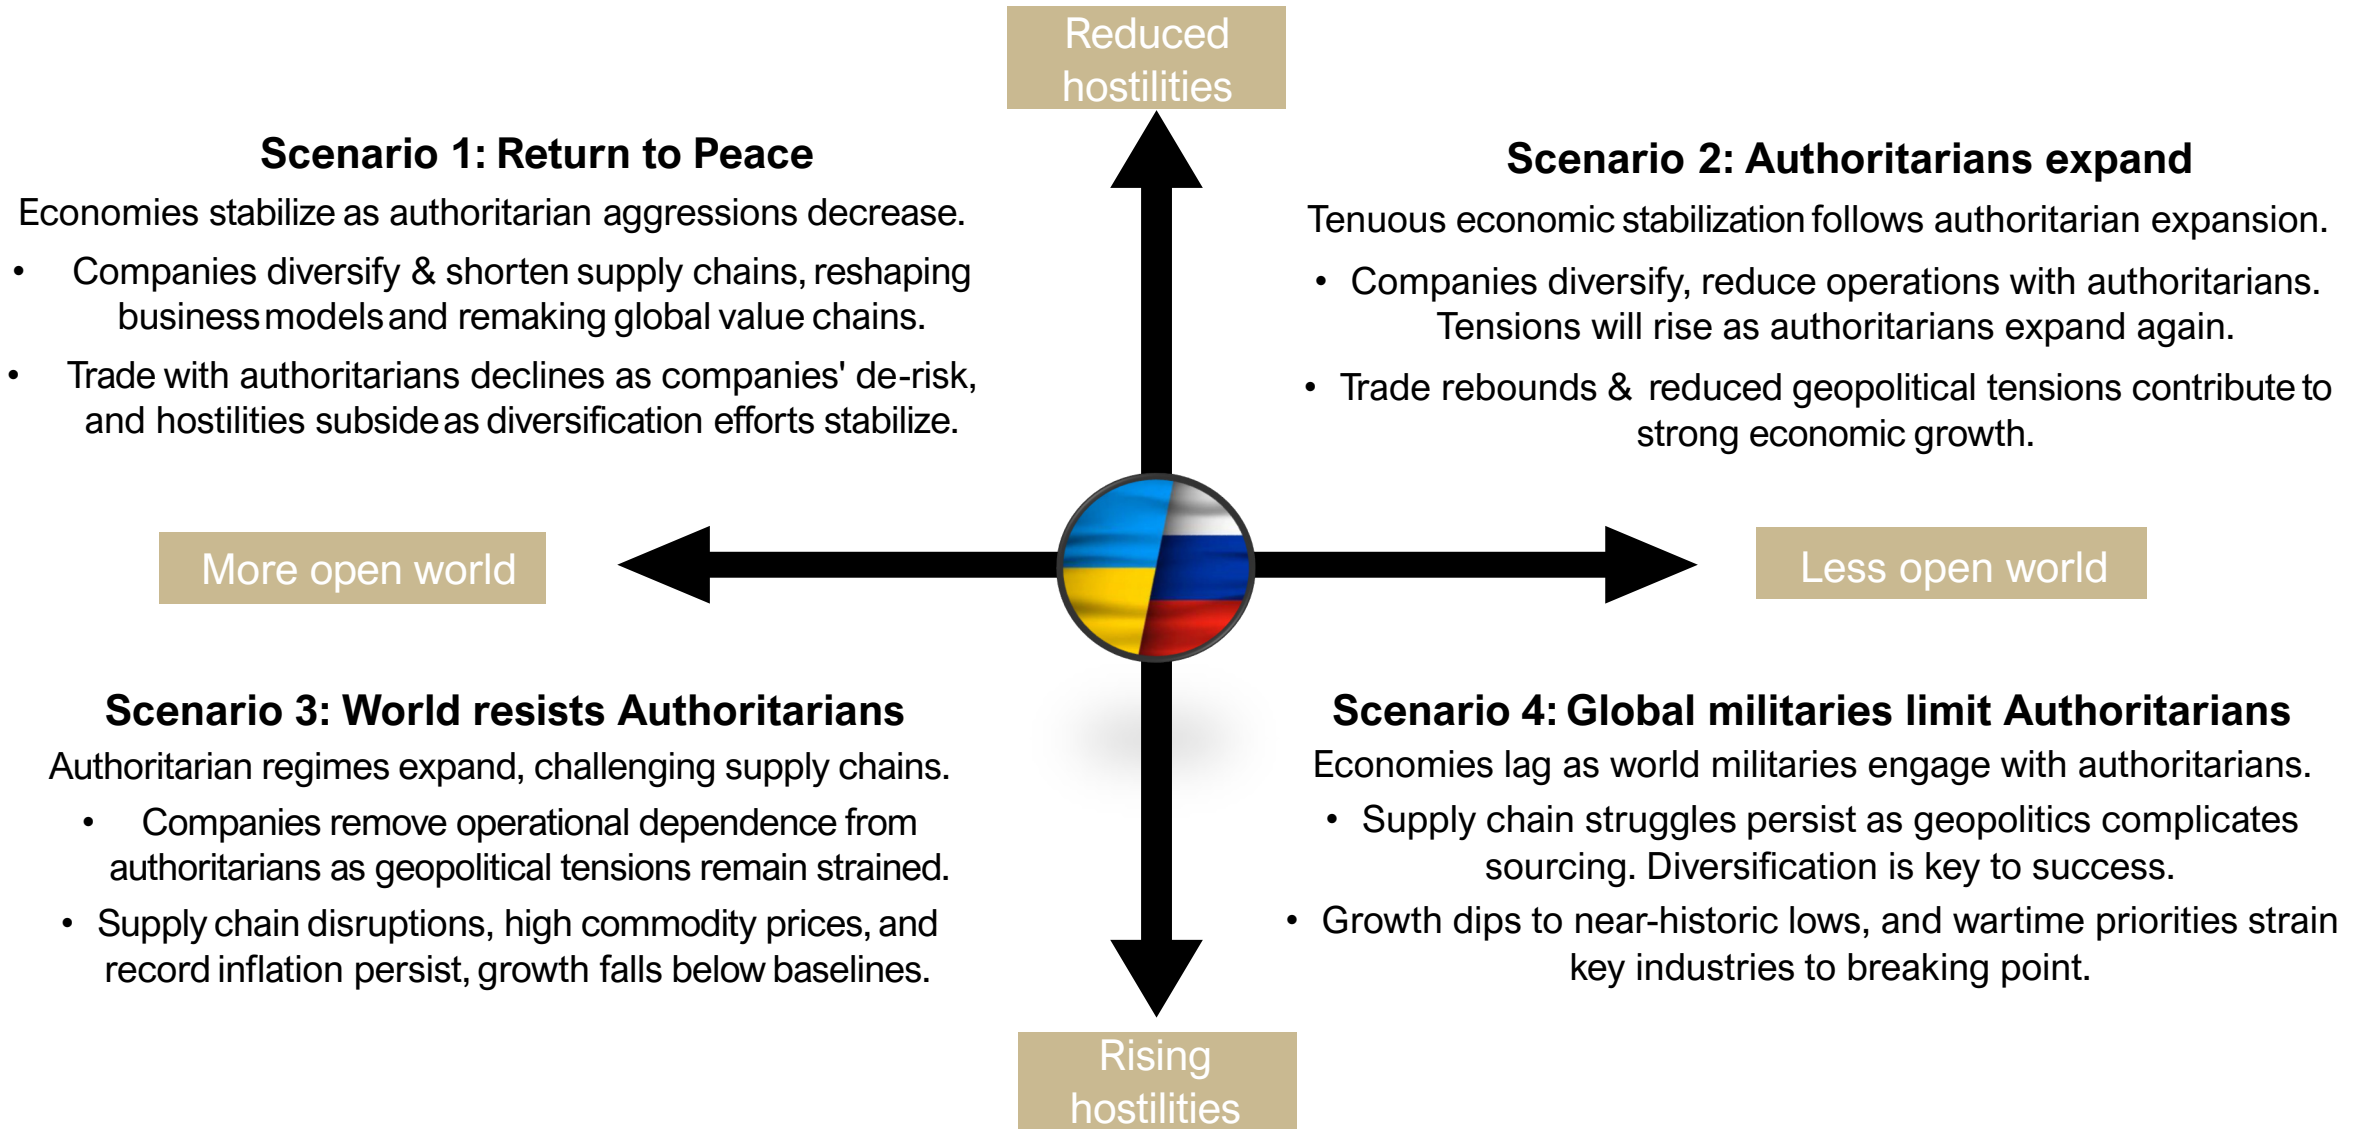 Reduced
hostilities
Scenario 1: Return to Peace
Economies stabilize as authoritarian aggressions decrease.
• Companies diversify & shorten supply chains, reshaping
business models and remaking global value chains.
• Trade with authoritarians declines as companies' de-risk,
and hostilities subside as diversification efforts stabilize.
Scenario 2: Authoritarians expand
Tenuous economic stabilization follows authoritarian expansion.
• Companies diversify, reduce operations with authoritarians.
Tensions will rise as authoritarians expand again.
• Trade rebounds & reduced geopolitical tensions contribute to
strong economic growth.
More open world
Less open world
Scenario 3: World resists Authoritarians
Authoritarian regimes expand, challenging supply chains.
• Companies remove operational dependence from
authoritarians as geopolitical tensions remain strained.
• Supply chain disruptions, high commodity prices, and
record inflation persist, growth falls below baselines.
Scenario 4: Global militaries limit Authoritarians
Economies lag as world militaries engage with authoritarians.
• Supply chain struggles persist as geopolitics complicates
sourcing. Diversification is key to success.
• Growth dips to near-historic lows, and wartime priorities strain
key industries to breaking point.
Rising
hostilities